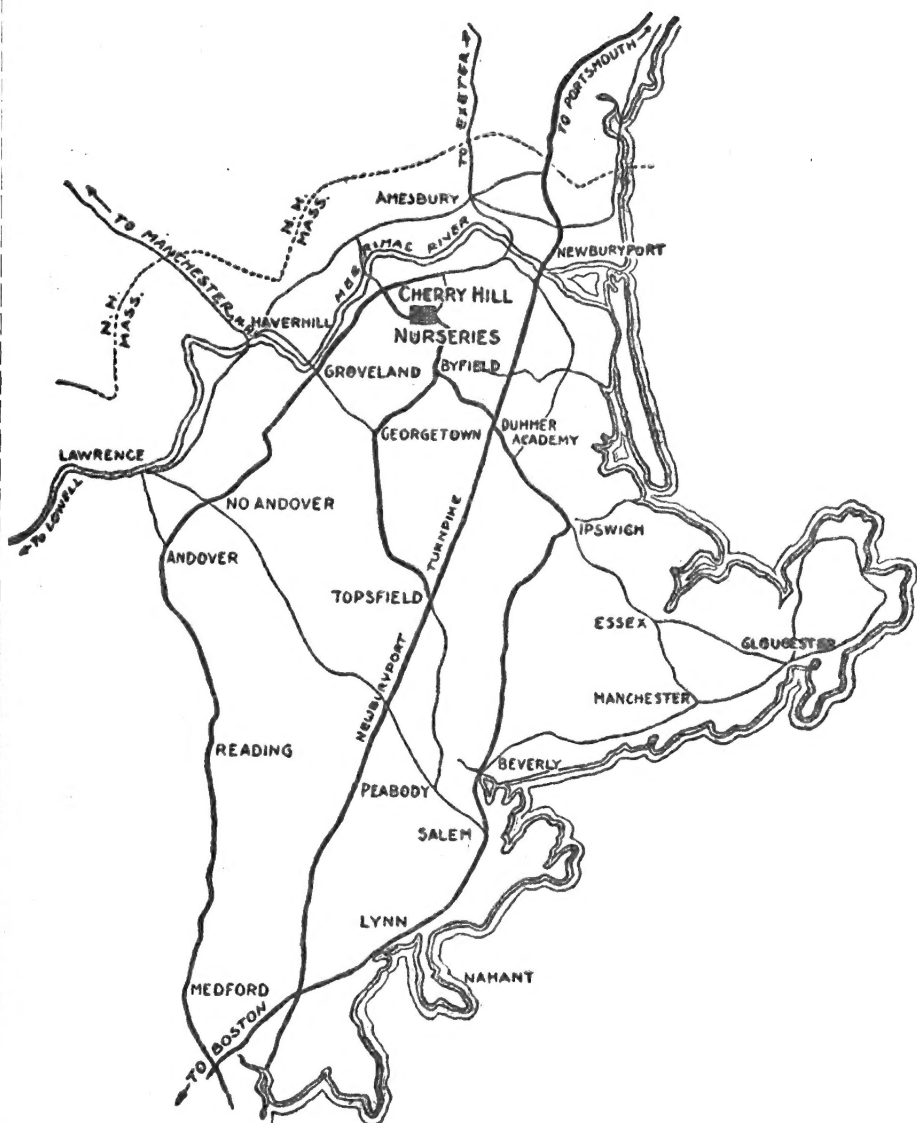 TO EXETER
TO PORTSMOUTH
AMESBURY
N.H.
MASS.
TO MANCHESTER N.H.
MERRIMAC RIVER
NEWBURYPORT
N.H.
MASS.
CHERRY HILL
NURSERIES
HAVERHILL
GROVELAND
BYFIELD
GEORGETOWN
DUMMER
ACADEMY
LAWRENCE
TO LOWELL
NO ANDOVER
IPSWICH
ANDOVER
NEWBURYPORT TURNPIKE
TOPSFIELD
ESSEX
GLOUCESTER
MANCHESTER
READING
BEVERLY
PEABODY
SALEM
LYNN
NAHANT
MEDFORD
TO BOSTON